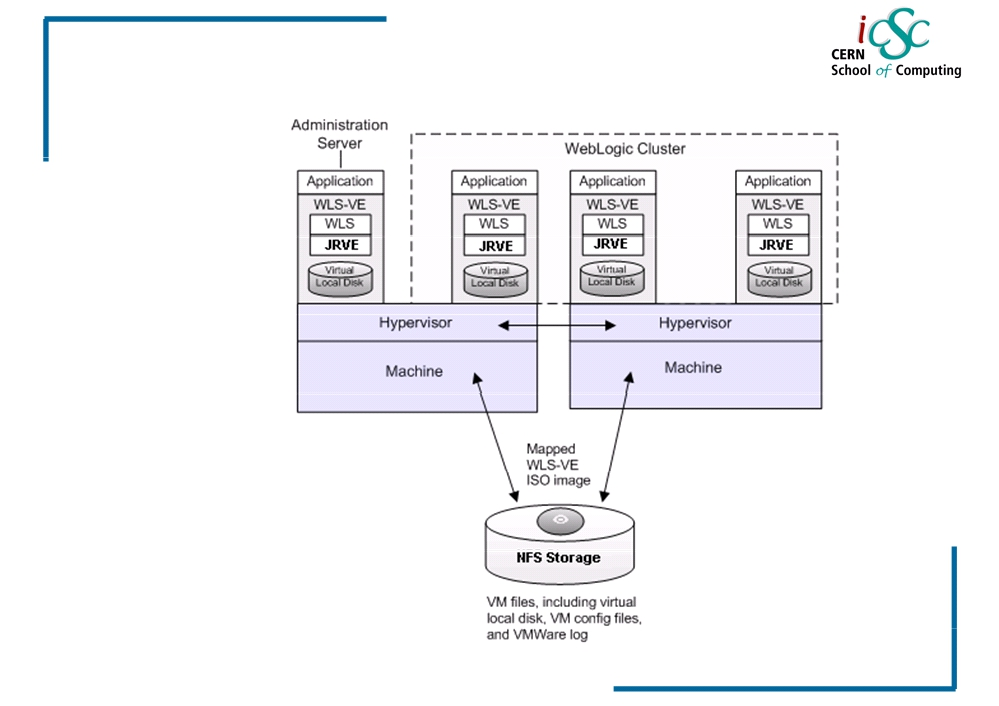 iCSC
CERN
School of Computing
Administration
Server
WebLogic Cluster
Application
WLS-VE
WLS
JRVE
Virtual
Local Disk
Application
WLS-VE
WLS
JRVE
Virtual
Local Disk
Application
WLS-VE
WLS
JRVE
Virtual
Local Disk
Application
WLS-VE
WLS
JRVE
Virtual
Local Disk
Hypervisor
Hypervisor
Machine
Machine
Mapped
WLS-VE
ISO image
NFS Storage
VM files, including virtual
local disk, VM config files,
and VMWare log